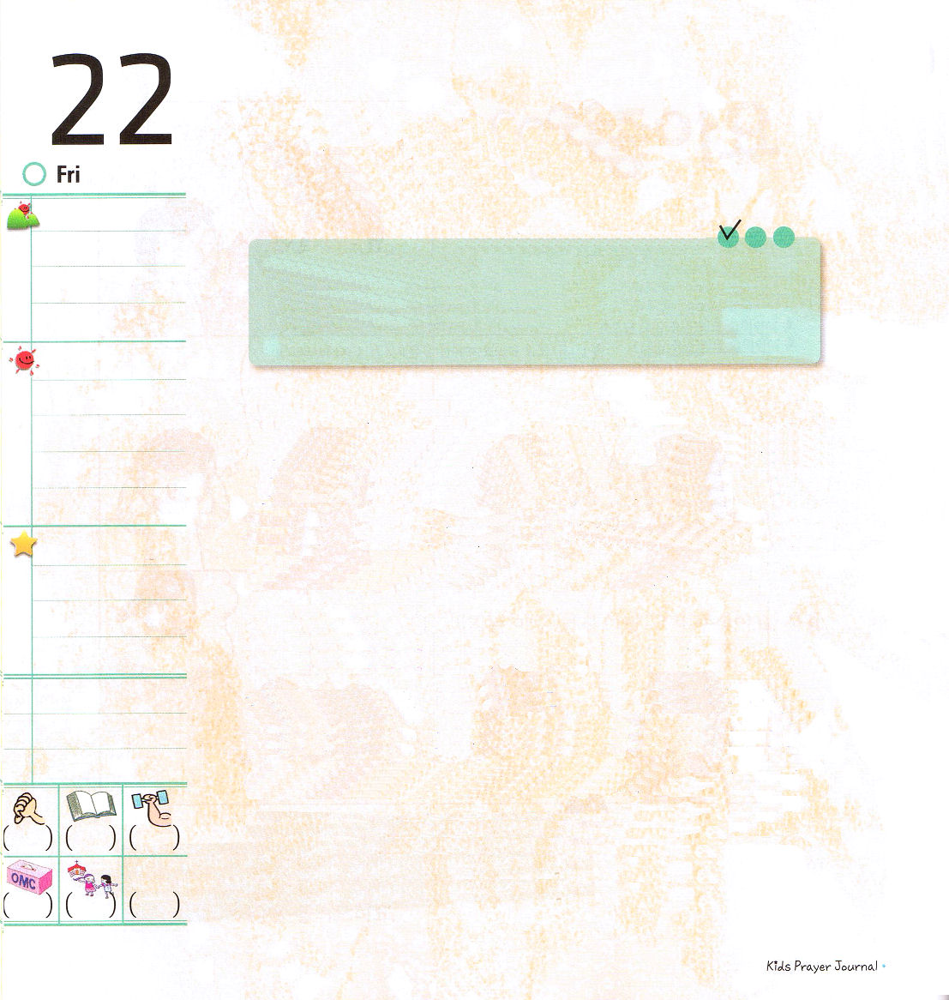 22
Fri
( ) ( ) ( )
OMC
( ) ( ) ( )
Kids Prayer Journal